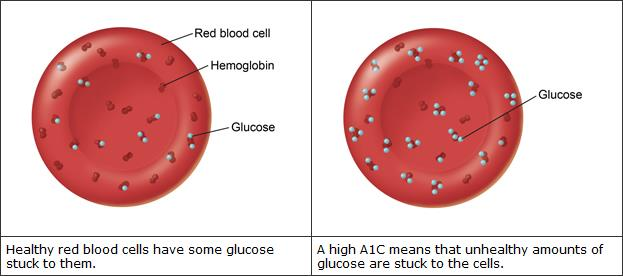 Red blood cell
Hemoglobin
Glucose
Glucose
Healthy red blood cells have some glucose
stuck to them.
A high A1C means that unhealthy amounts of
glucose are stuck to the cells.